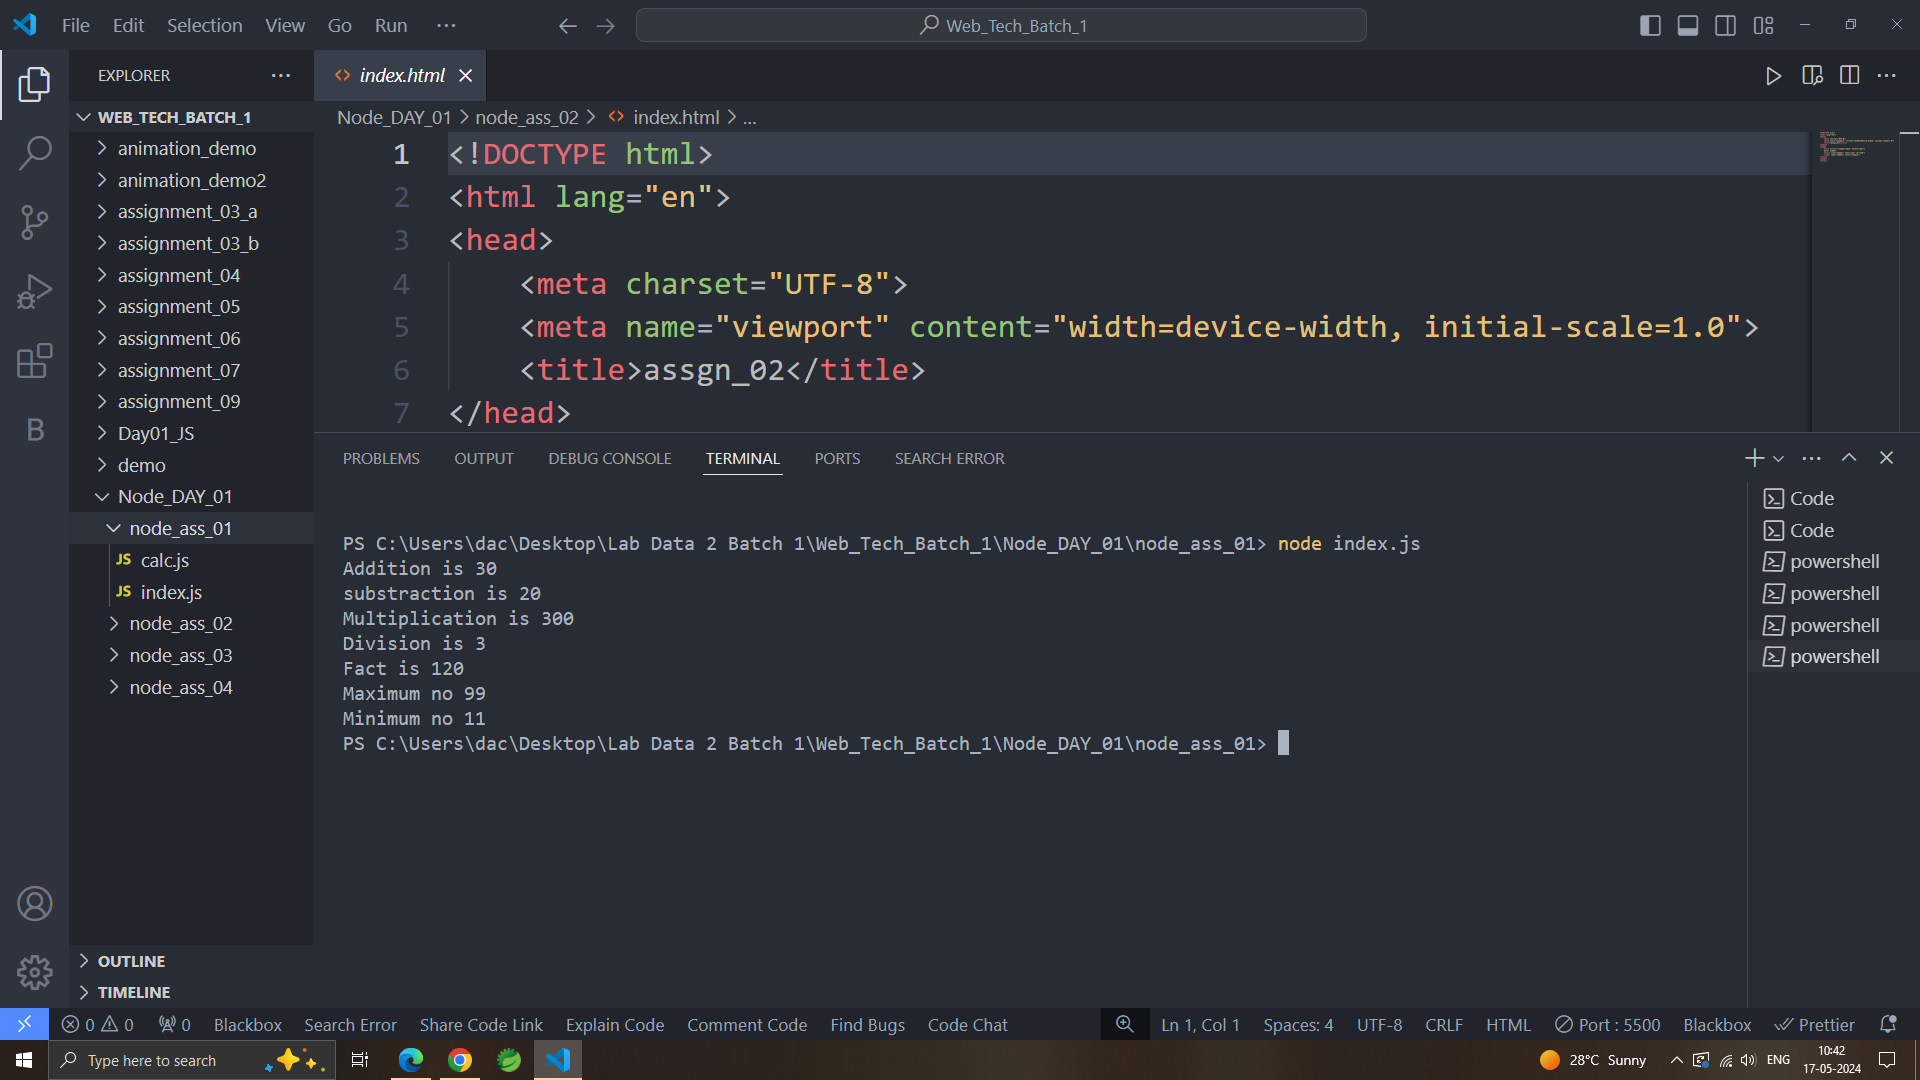 File Edit Selection View Go Run ···
Web_Tech_Batch_1
EXPLORER ···
WEB_TECH_BATCH_1
animation_demo
animation_demo2
assignment_03_a
assignment_03_b
assignment_04
assignment_05
assignment_06
assignment_07
assignment_09
Day01_JS
demo
Node_DAY_01
node_ass_01
JS calc.js
JS index.js
node_ass_02
node_ass_03
node_ass_04
OUTLINE
TIMELINE
B
<> index.html
Node_DAY_01 > node_ass_02 > <> index.html > ...
1 <!DOCTYPE html>
2 <html lang="en">
3 <head>
4 <meta charset="UTF-8">
5 <meta name="viewport" content="width=device-width, initial-scale=1.0">
6 <title>assgn_02</title>
7 </head>
PROBLEMS OUTPUT DEBUG CONSOLE TERMINAL PORTS SEARCH ERROR
PS C:\Users\dac\Desktop\Lab Data 2 Batch 1\Web_Tech_Batch_1\Node_DAY_01\node_ass_01> node index.js
Addition is 30
substraction is 20
Multiplication is 300
Division is 3
Fact is 120
Maximum no 99
Minimum no 11
PS C:\Users\dac\Desktop\Lab Data 2 Batch 1\Web_Tech_Batch_1\Node_DAY_01\node_ass_01>
Code
Code
powershell
powershell
powershell
powershell
0 0 0 Blackbox Search Error Share Code Link Explain Code Comment Code Find Bugs Code Chat Ln 1, Col 1 Spaces: 4 UTF-8 CRLF HTML Port : 5500 Blackbox Prettier
Type here to search 28°C Sunny ENG 10:42
17-05-2024